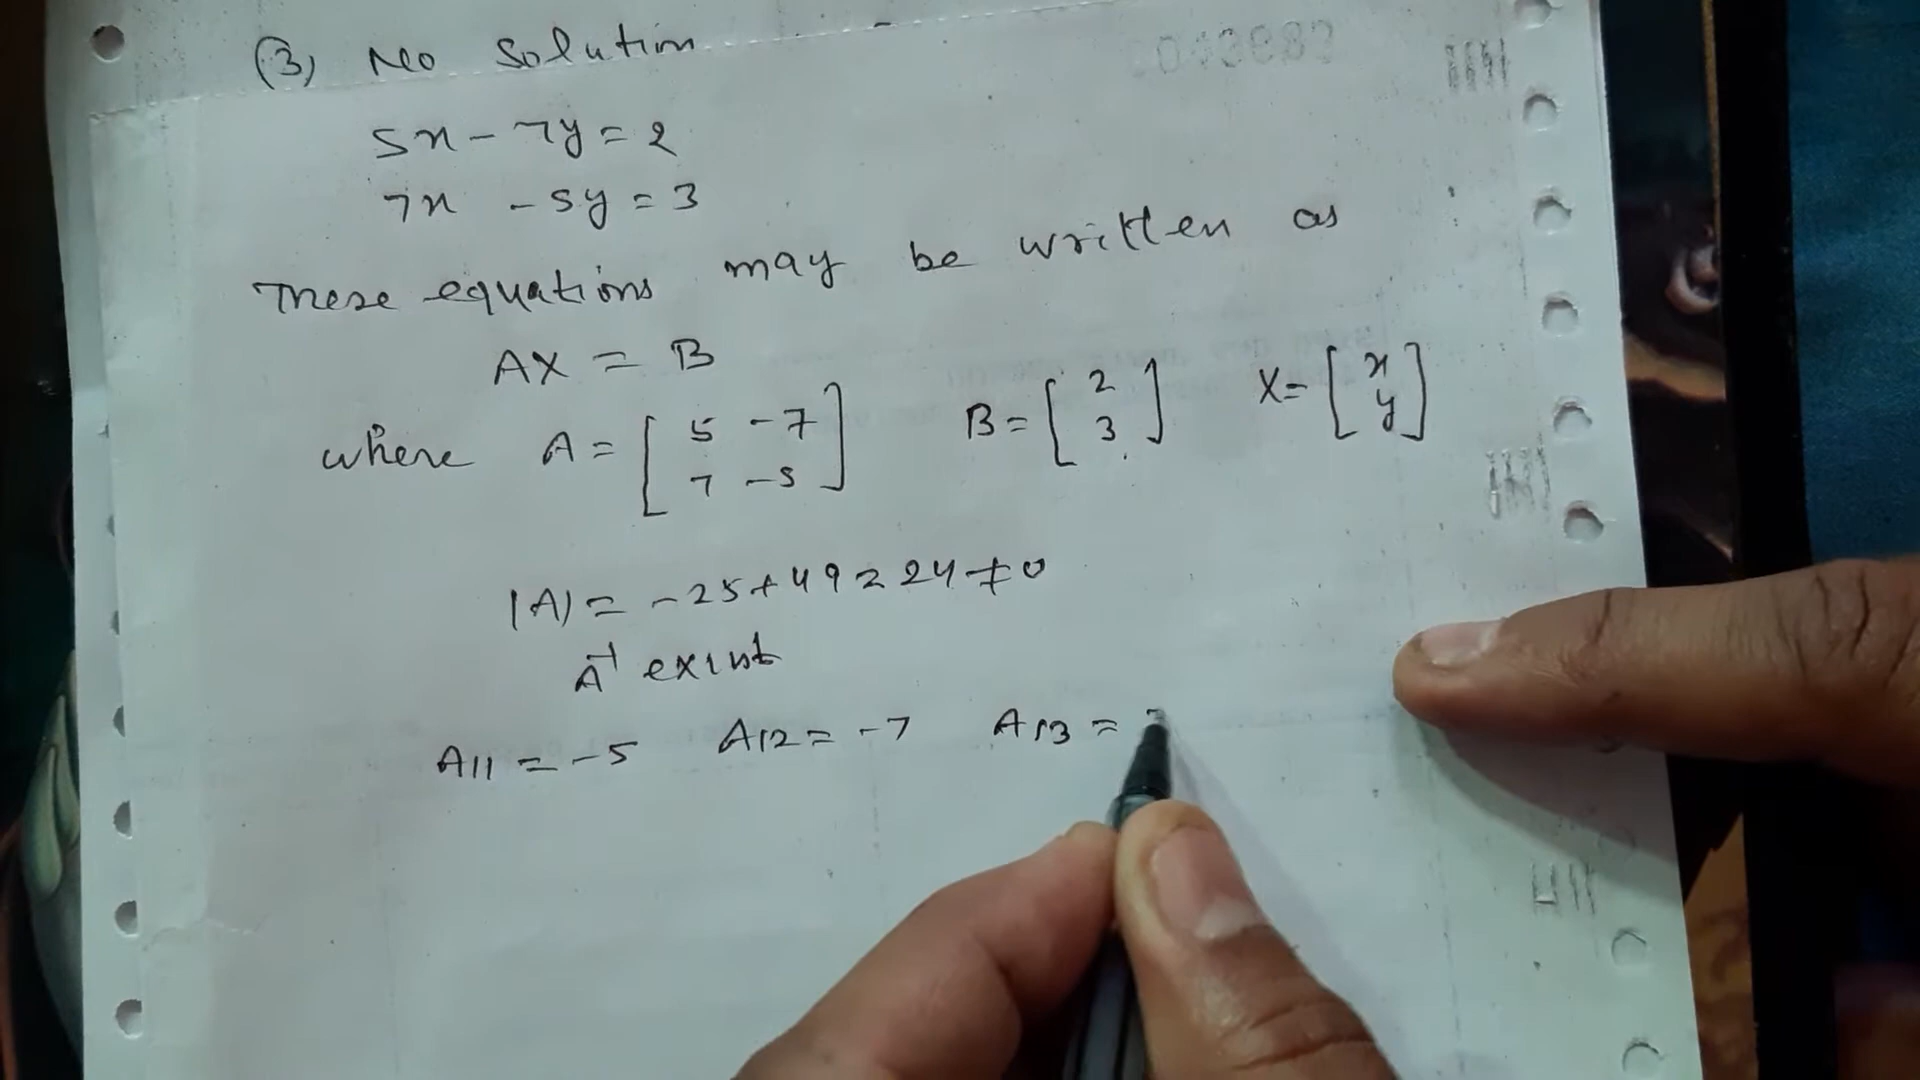 (3) No Solution
5x - 7y = 2
7x - 5y = 3
These equations may be written as
AX = B
where A = [ 5 -7
7 -5 ] B = [ 2
3 ] X = [ x
y ]
|A| = -25 + 49 = 24 ≠ 0
A⁻¹ exist
A11 = -5 A12 = -7 A13 =